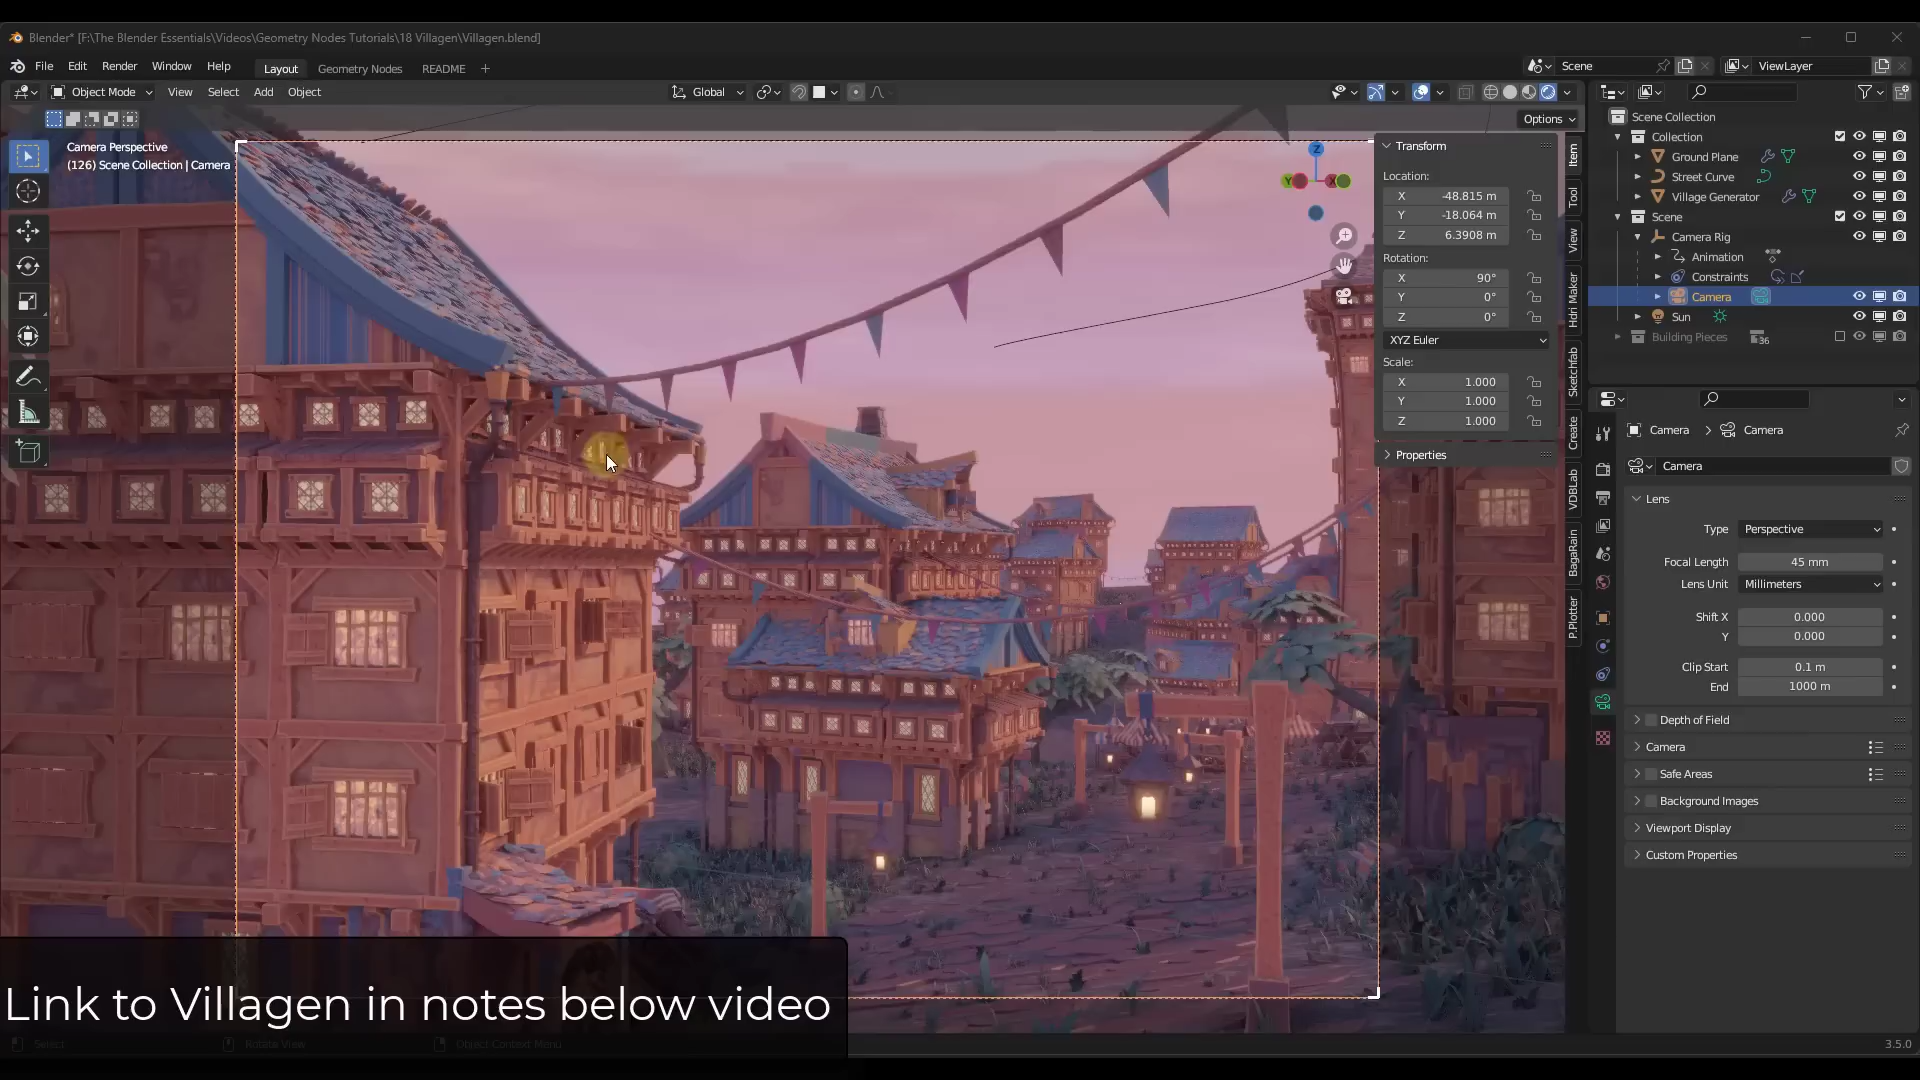 Blender* [F:\The Blender Essentials\Videos\Geometry Nodes Tutorials\18 Villagen\Villagen.blend]
File Edit Render Window Help Layout Geometry Nodes README + Scene ViewLayer
Object Mode View Select Add Object Global
Options
Camera Perspective
(126) Scene Collection | Camera
Z
Y
X
Transform
Location:
X -48.815 m
Y -18.064 m
Z 6.3908 m
Rotation:
X 90°
Y 0°
Z 0°
XYZ Euler
Scale:
X 1.000
Y 1.000
Z 1.000
Properties
Item
Tool
View
Hdri Maker
Sketchfab
Create
VDBLab
BagaRain
P.Plotter
Scene Collection
Collection
Ground Plane
Street Curve
Village Generator
Scene
Camera Rig
Animation
Constraints
Camera
Sun
Building Pieces 36
Camera > Camera
Camera
Lens
Type Perspective
Focal Length 45 mm
Lens Unit Millimeters
Shift X 0.000
Y 0.000
Clip Start 0.1 m
End 1000 m
Depth of Field
Camera
Safe Areas
Background Images
Viewport Display
Custom Properties
Link to Villagen in notes below video
Select Rotate View Object Context Menu
3.5.0